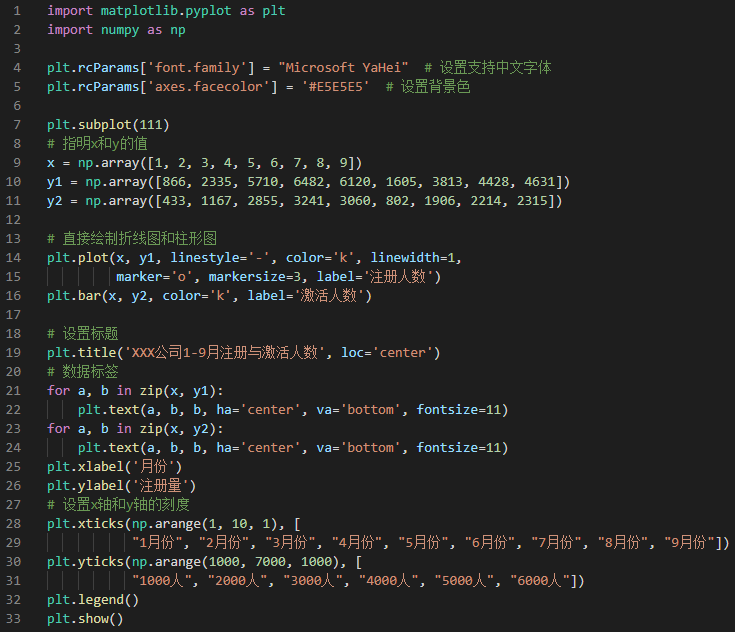 1 import matplotlib.pyplot as plt
2 import numpy as np
3
4 plt.rcParams['font.family'] = "Microsoft YaHei"  # 设置支持中文字体
5 plt.rcParams['axes.facecolor'] = '#E5E5E5'  # 设置背景色
6
7 plt.subplot(111)
8 # 指明x和y的值
9 x = np.array([1, 2, 3, 4, 5, 6, 7, 8, 9])
10 y1 = np.array([866, 2335, 5710, 6482, 6120, 1605, 3813, 4428, 4631])
11 y2 = np.array([433, 1167, 2855, 3241, 3060, 802, 1906, 2214, 2315])
12
13 # 直接绘制折线图和柱形图
14 plt.plot(x, y1, linestyle='-', color='k', linewidth=1,
15          marker='o', markersize=3, label='注册人数')
16 plt.bar(x, y2, color='k', label='激活人数')
17
18 # 设置标题
19 plt.title('XXX公司1-9月注册与激活人数', loc='center')
20 # 数据标签
21 for a, b in zip(x, y1):
22     plt.text(a, b, b, ha='center', va='bottom', fontsize=11)
23 for a, b in zip(x, y2):
24     plt.text(a, b, b, ha='center', va='bottom', fontsize=11)
25 plt.xlabel('月份')
26 plt.ylabel('注册量')
27 # 设置x轴和y轴的刻度
28 plt.xticks(np.arange(1, 10, 1), [
29            "1月份", "2月份", "3月份", "4月份", "5月份", "6月份", "7月份", "8月份", "9月份"])
30 plt.yticks(np.arange(1000, 7000, 1000), [
31            "1000人", "2000人", "3000人", "4000人", "5000人", "6000人"])
32 plt.legend()
33 plt.show()